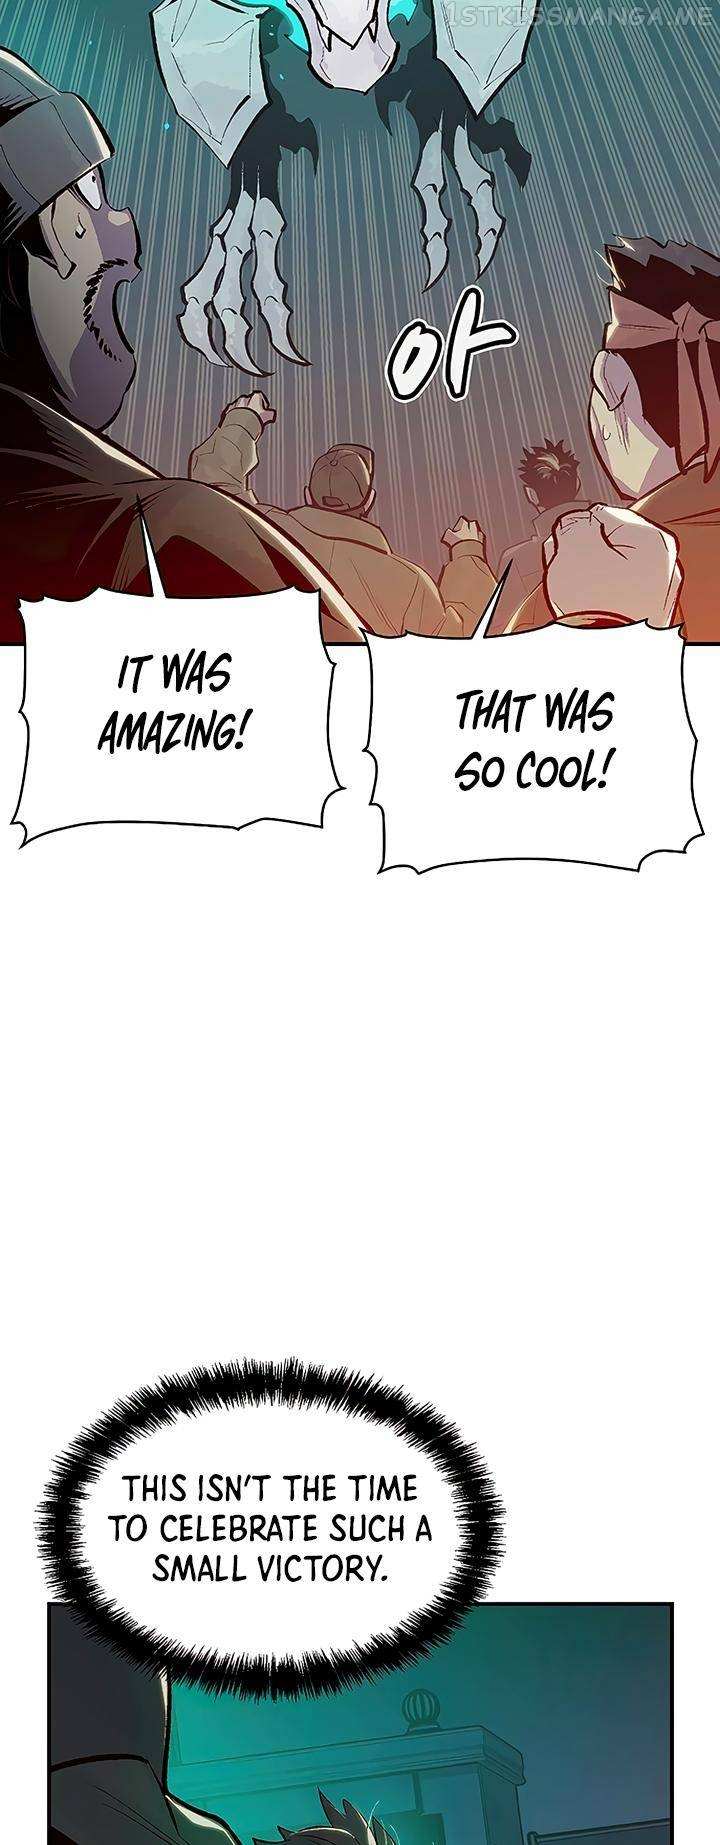 1STKISSMANGA.ME
아
IT WAS
AMAZING!
THAT WAS
SO COOL!
THIS ISN'T THE TIME
TO CELEBRATE SUCH A
SMALL VICTORY.